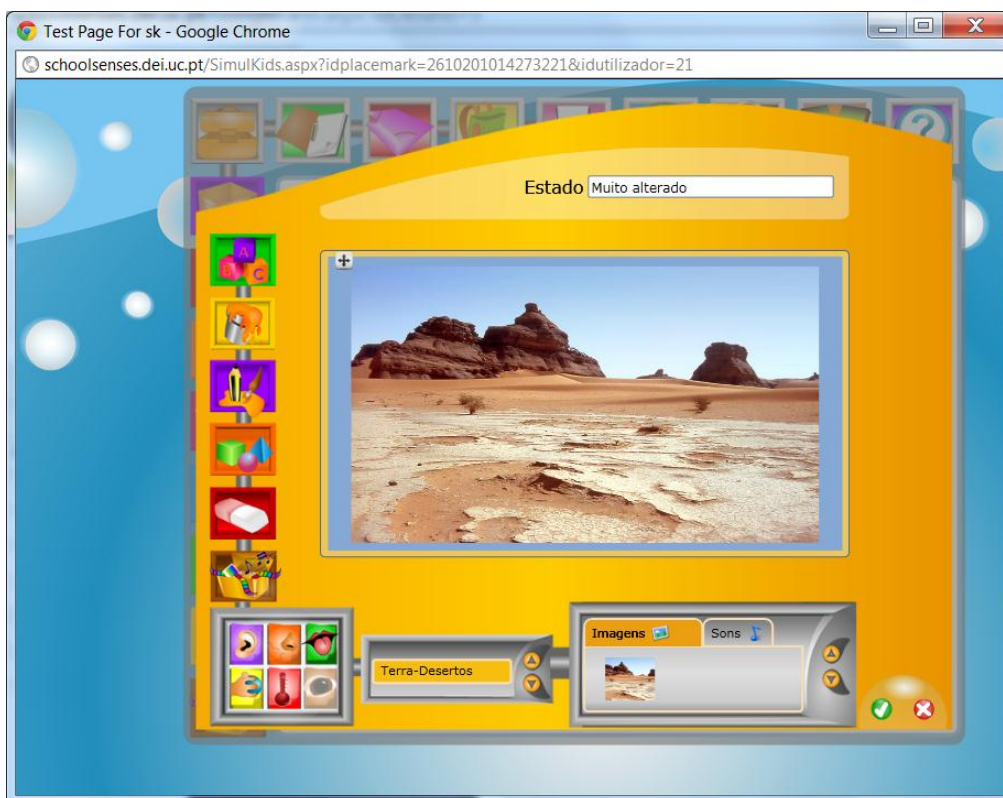 Test Page For sk - Google Chrome
schoolsenses.dei.uc.pt/SimulKids.aspx?idplacemark=2610201014273221&idutilizador=21
?
Estado Muito alterado
A
B C
Terra-Desertos
Imagens Sons